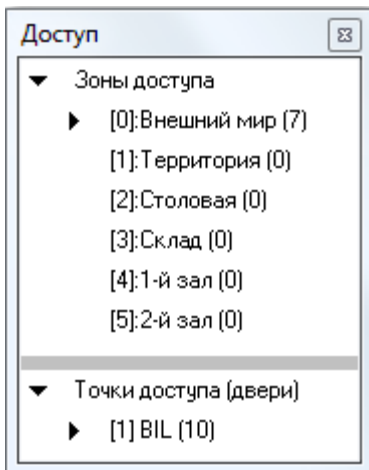 Доступ
Зоны доступа
[0]:Внешний мир (7)
[1]:Территория (0)
[2]:Столовая (0)
[3]:Склад (0)
[4]:1-й зал (0)
[5]:2-й зал (0)
Точки доступа (двери)
[1] BIL (10)